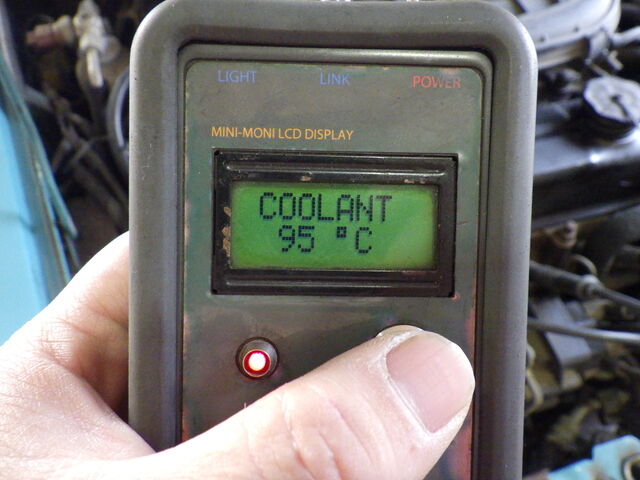 LIGHT LINK POWER
MINI-MONI LCD DISPLAY
COOLANT
95 °C